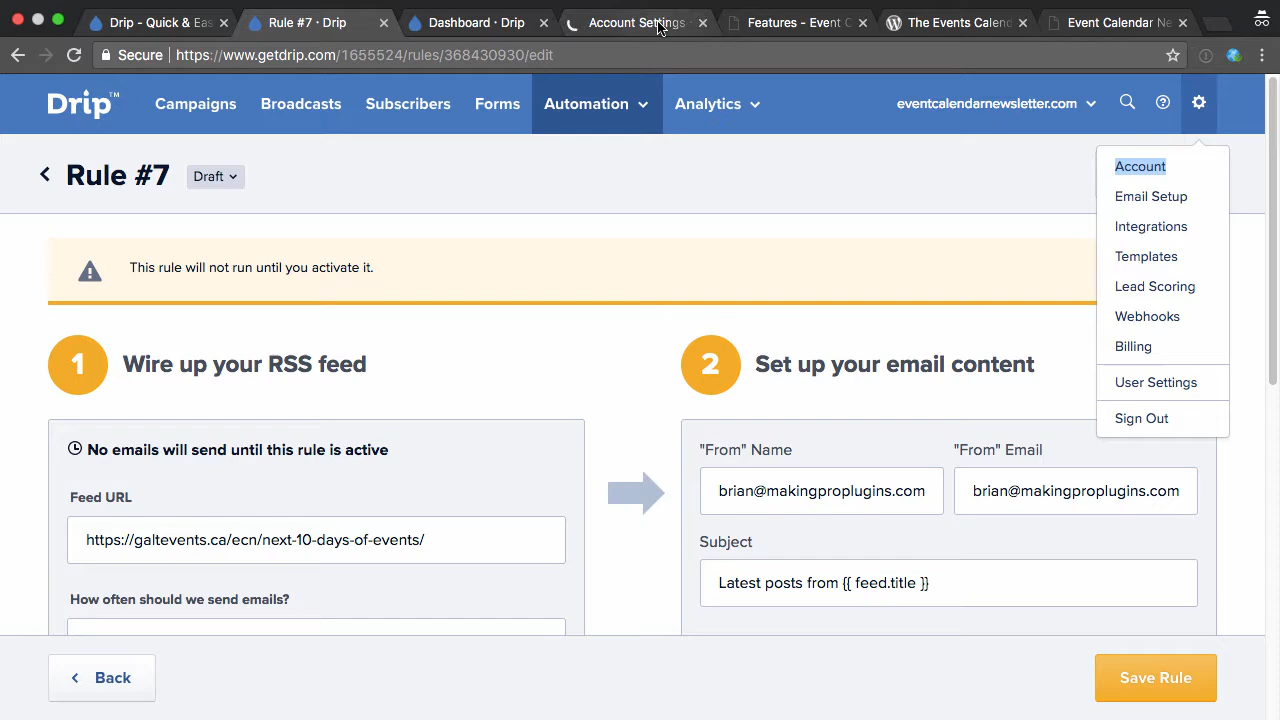 Drip - Quick & Eas
Rule #7 · Drip
Dashboard · Drip
Account Settings
Features - Event C
The Events Calend
Event Calendar Ne
Secure
https://www.getdrip.com/1655524/rules/368430930/edit
Drip™
Campaigns
Broadcasts
Subscribers
Forms
Automation
Analytics
eventcalendarnewsletter.com
Rule #7
Draft
Account
Email Setup
Integrations
Templates
Lead Scoring
Webhooks
Billing
User Settings
Sign Out
This rule will not run until you activate it.
1 Wire up your RSS feed
2 Set up your email content
No emails will send until this rule is active
Feed URL
https://galtevents.ca/ecn/next-10-days-of-events/
How often should we send emails?
"From" Name
"From" Email
brian@makingproplugins.com
brian@makingproplugins.com
Subject
Latest posts from {{ feed.title }}
Back
Save Rule